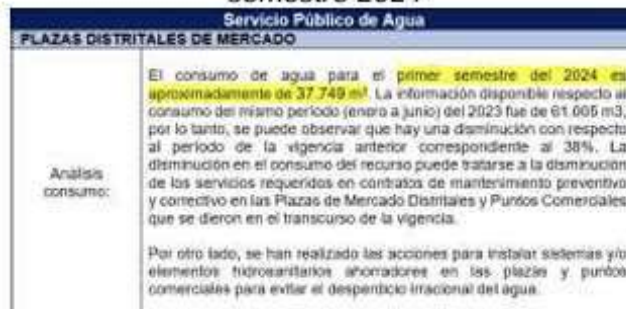 semestre 2024
Servicio Público de Agua
PLAZAS DISTRITALES DE MERCADO
El consumo de agua para el primer semestre del 2024 es
aproximadamente de 37.749 m³. La información disponible respecto al
consumo del mismo período (enero a junio) del 2023 fue de 61.005 m3,
por lo tanto, se puede observar que hay una disminución con respecto
al periodo de la vigencia anterior correspondiente al 38%. La
disminución en el consumo del recurso puede tratarse a la disminución
de los servicios requeridos en contratos de mantenimiento preventivo
y correctivo en las Plazas de Mercado Distritales y Puntos Comerciales
que se dieron en el transcurso de la vigencia.
Análisis
consumo:
Por otro lado, se han realizado las acciones para instalar sistemas y/o
elementos hidrosanitarios ahorradores en las plazas y puntos
comerciales para evitar el desperdicio irracional del agua.